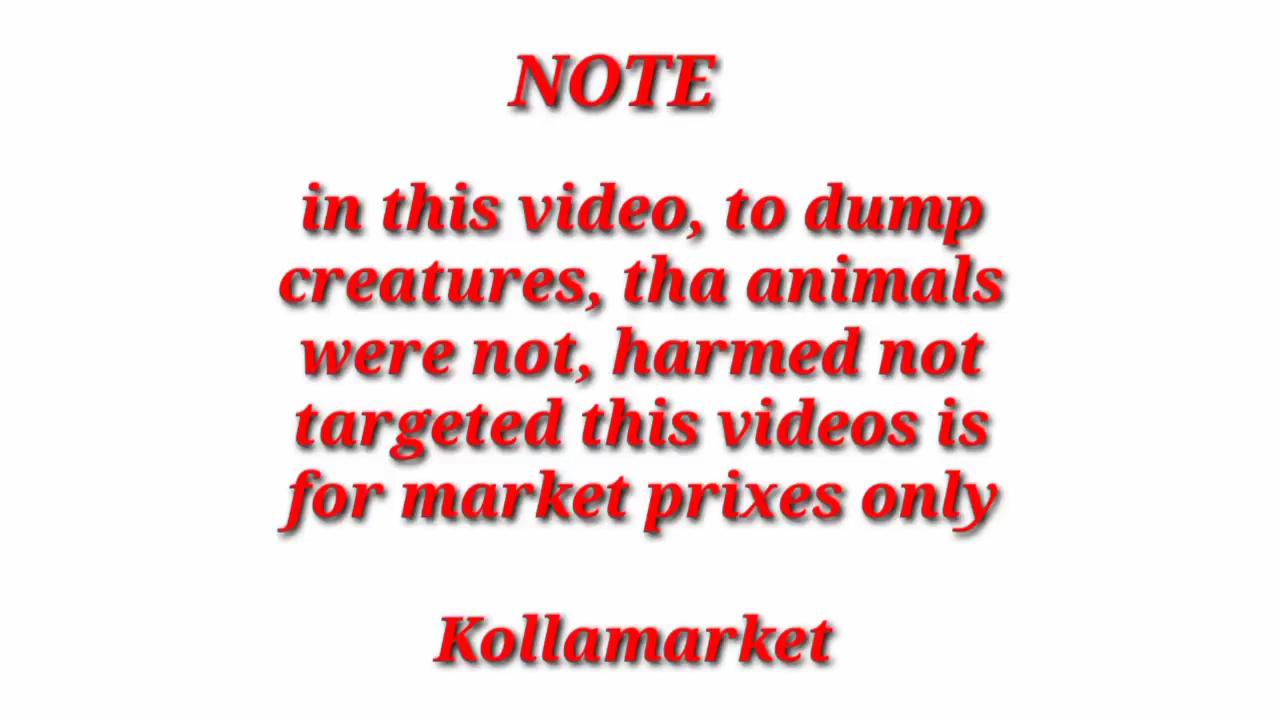 NOTE
in this video, to dump
creatures, tha animals
were not, harmed not
targeted this videos is
for market prixes only
Kollamarket